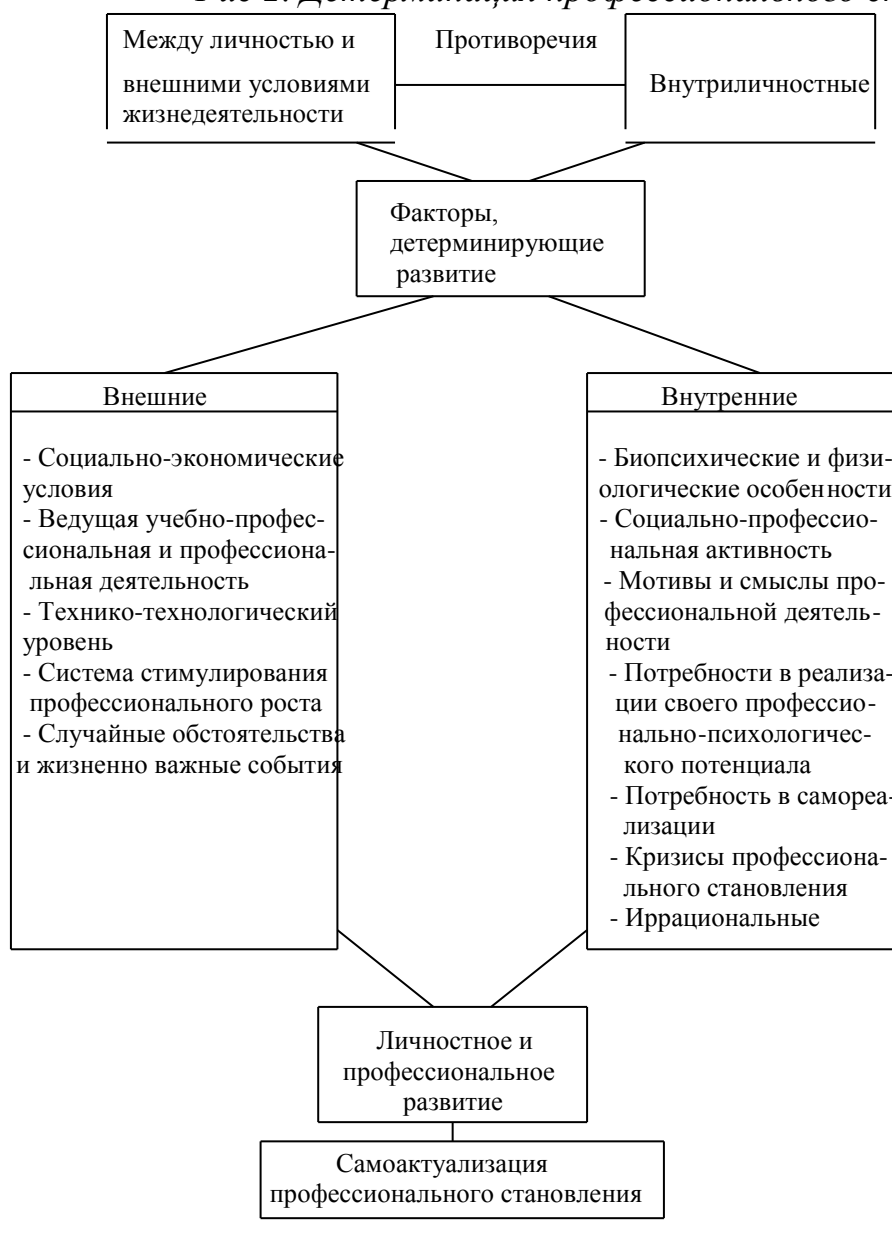 Детерминация профессионального
Между личностью и
внешними условиями
жизнедеятельности
Противоречия
Внутриличностные
Факторы,
детерминирующие
развитие
Внешние
- Социально-экономические
условия
- Ведущая учебно-профес-
сиональная и профессиона-
льная деятельность
- Технико-технологический
уровень
- Система стимулирования
профессионального роста
- Случайные обстоятельства
и жизненно важные события
Внутренние
- Биопсихические и физи-
ологические особенности
- Социально-профессио-
нальная активность
- Мотивы и смыслы про-
фессиональной деятель-
ности
- Потребности в реализа-
ции своего профессио-
нально-психологичес-
кого потенциала
- Потребность в самореа-
лизации
- Кризисы профессиона-
льного становления
- Иррациональные
Личностное и
профессиональное
развитие
Самоактуализация
профессионального становления